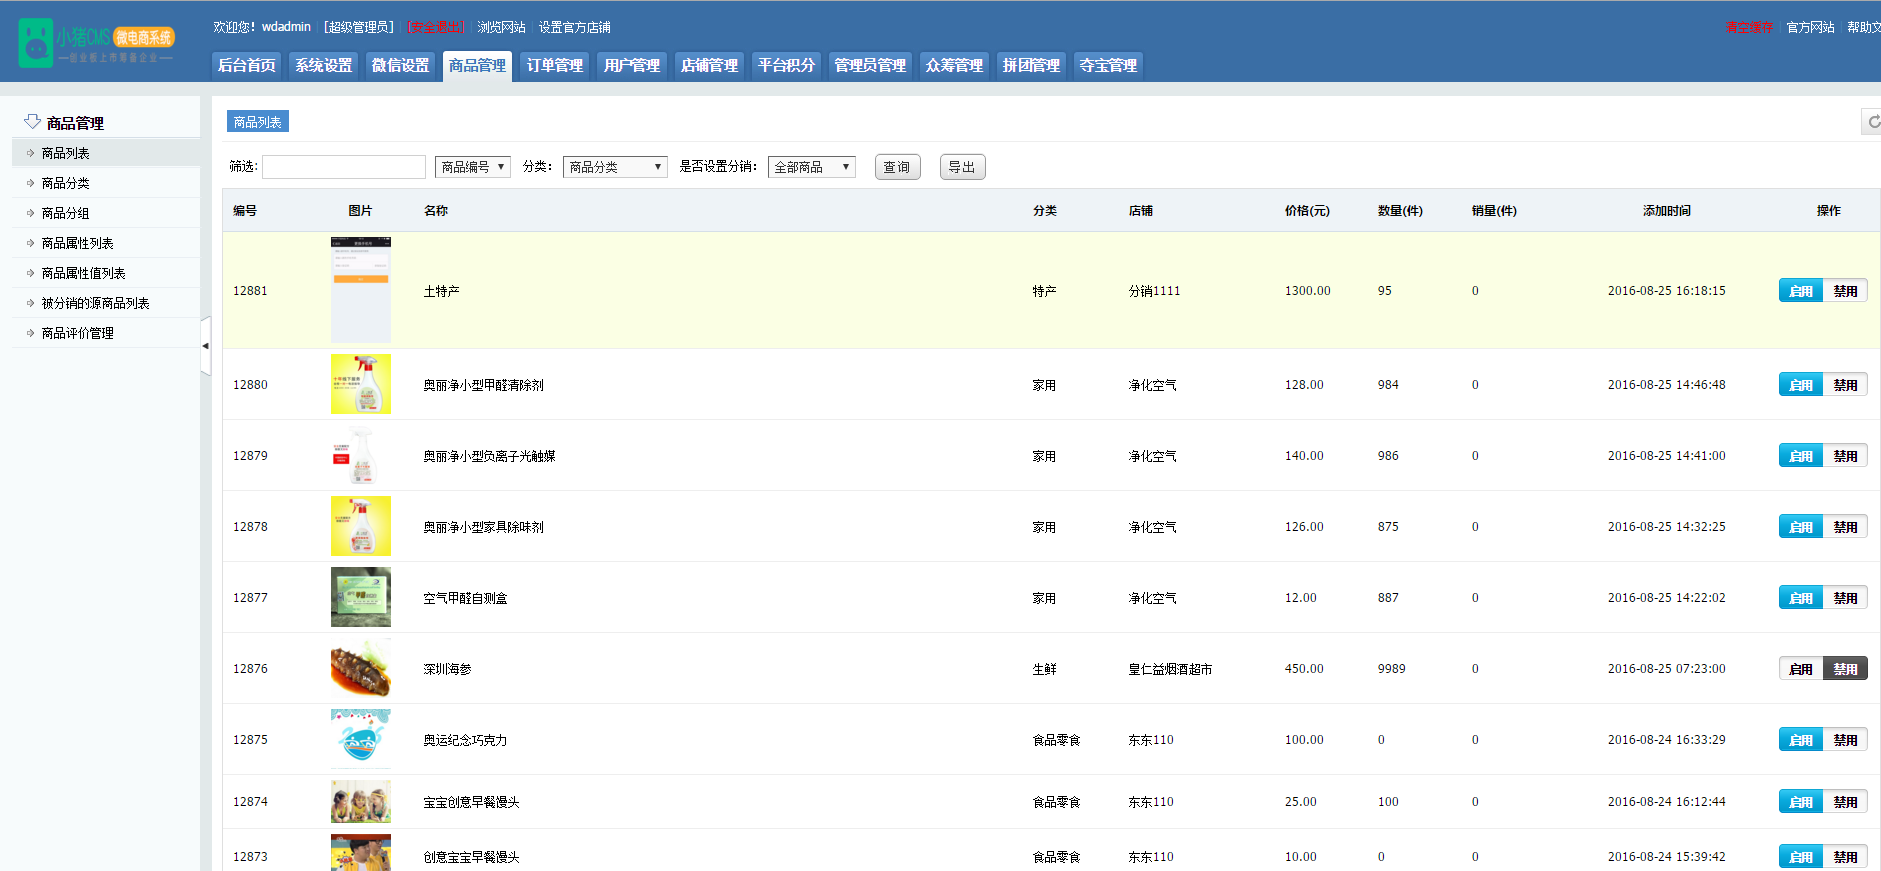 小猪CMS 微电商系统
—创业板上市筹备企业—
欢迎您！wdadmin [超级管理员] [安全退出] 浏览网站 设置官方店铺
清空缓存 官方网站 帮助文
后台首页 系统设置 微信设置 商品管理 订单管理 用户管理 店铺管理 平台积分 管理员管理 众筹管理 拼团管理 夺宝管理
商品管理
商品列表
商品分类
商品分组
商品属性列表
商品属性值列表
被分销的源商品列表
商品评价管理
商品列表
筛选: 商品编号 分类： 商品分类 是否设置分销： 全部商品 查询 导出
编号 图片 名称 分类 店铺 价格(元) 数量(件) 销量(件) 添加时间 操作
12881 土特产 特产 分销1111 1300.00 95 0 2016-08-25 16:18:15 启用 禁用
12880 奥丽净小型甲醛清除剂 家用 净化空气 128.00 984 0 2016-08-25 14:46:48 启用 禁用
12879 奥丽净小型负离子光触媒 家用 净化空气 140.00 986 0 2016-08-25 14:41:00 启用 禁用
12878 奥丽净小型家具除味剂 家用 净化空气 126.00 875 0 2016-08-25 14:32:25 启用 禁用
12877 空气甲醛自测盒 家用 净化空气 12.00 887 0 2016-08-25 14:22:02 启用 禁用
12876 深圳海参 生鲜 皇仁益烟酒超市 450.00 9989 0 2016-08-25 07:23:00 启用 禁用
12875 奥运纪念巧克力 食品零食 东东110 100.00 0 0 2016-08-24 16:33:29 启用 禁用
12874 宝宝创意早餐馒头 食品零食 东东110 25.00 100 0 2016-08-24 16:12:44 启用 禁用
12873 创意宝宝早餐馒头 食品零食 东东110 10.00 0 0 2016-08-24 15:39:42 启用 禁用